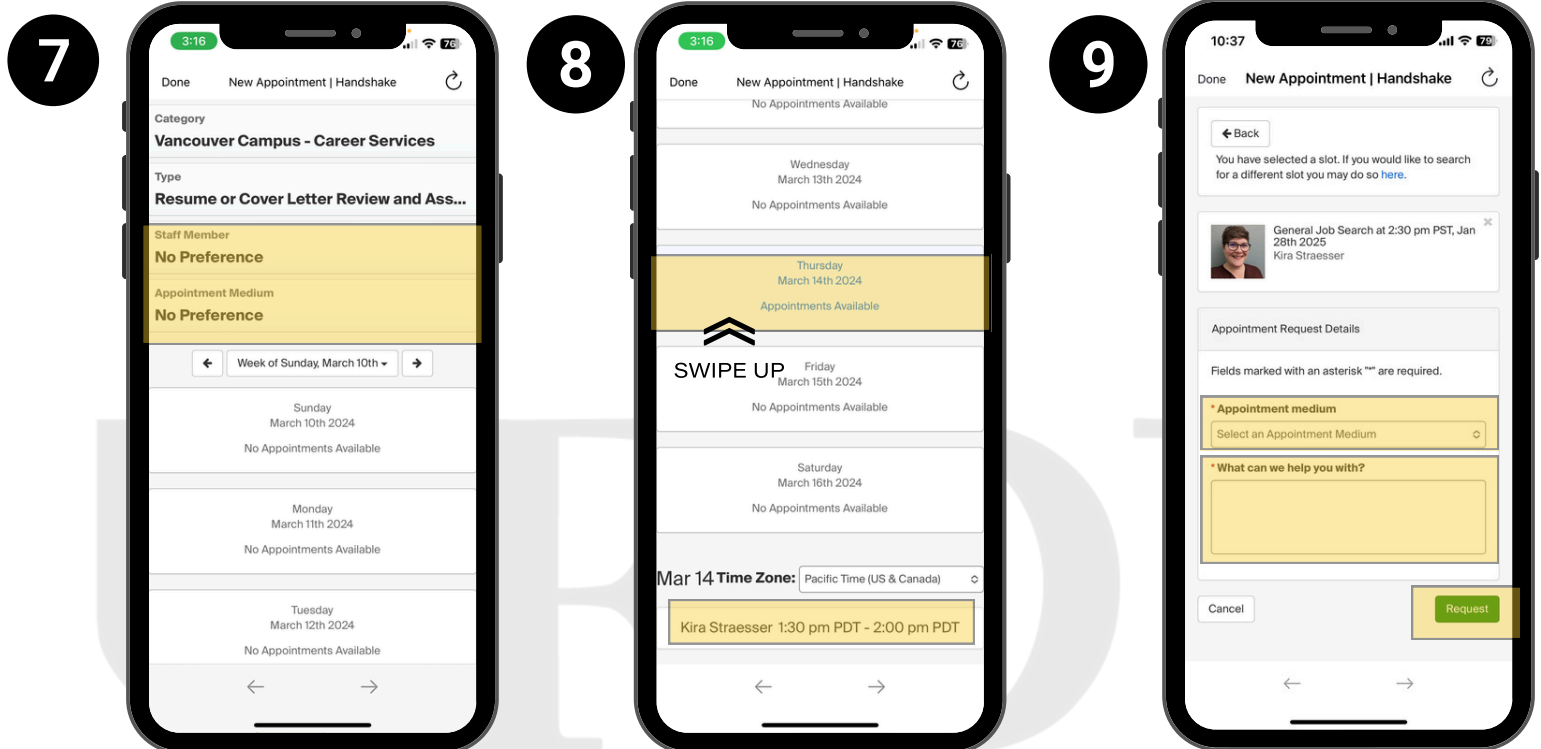 7
3:16
76
Done
New Appointment | Handshake
Category
Vancouver Campus - Career Services
Type
Resume or Cover Letter Review and Ass...
Staff Member
No Preference
Appointment Medium
No Preference
Week of Sunday, March 10th
Sunday
March 10th 2024
No Appointments Available
Monday
March 11th 2024
No Appointments Available
Tuesday
March 12th 2024
No Appointments Available
8
3:16
76
Done
New Appointment | Handshake
No Appointments Available
Wednesday
March 13th 2024
No Appointments Available
Thursday
March 14th 2024
Appointments Available
SWIPE UP
Friday
March 15th 2024
No Appointments Available
Saturday
March 16th 2024
No Appointments Available
Mar 14 Time Zone: Pacific Time (US & Canada)
Kira Straesser 1:30 pm PDT - 2:00 pm PDT
9
10:37
79
Done
New Appointment | Handshake
Back
You have selected a slot. If you would like to search
for a different slot you may do so here.
General Job Search at 2:30 pm PST, Jan
28th 2025
Kira Straesser
Appointment Request Details
Fields marked with an asterisk "*" are required.
* Appointment medium
Select an Appointment Medium
* What can we help you with?
Cancel
Request